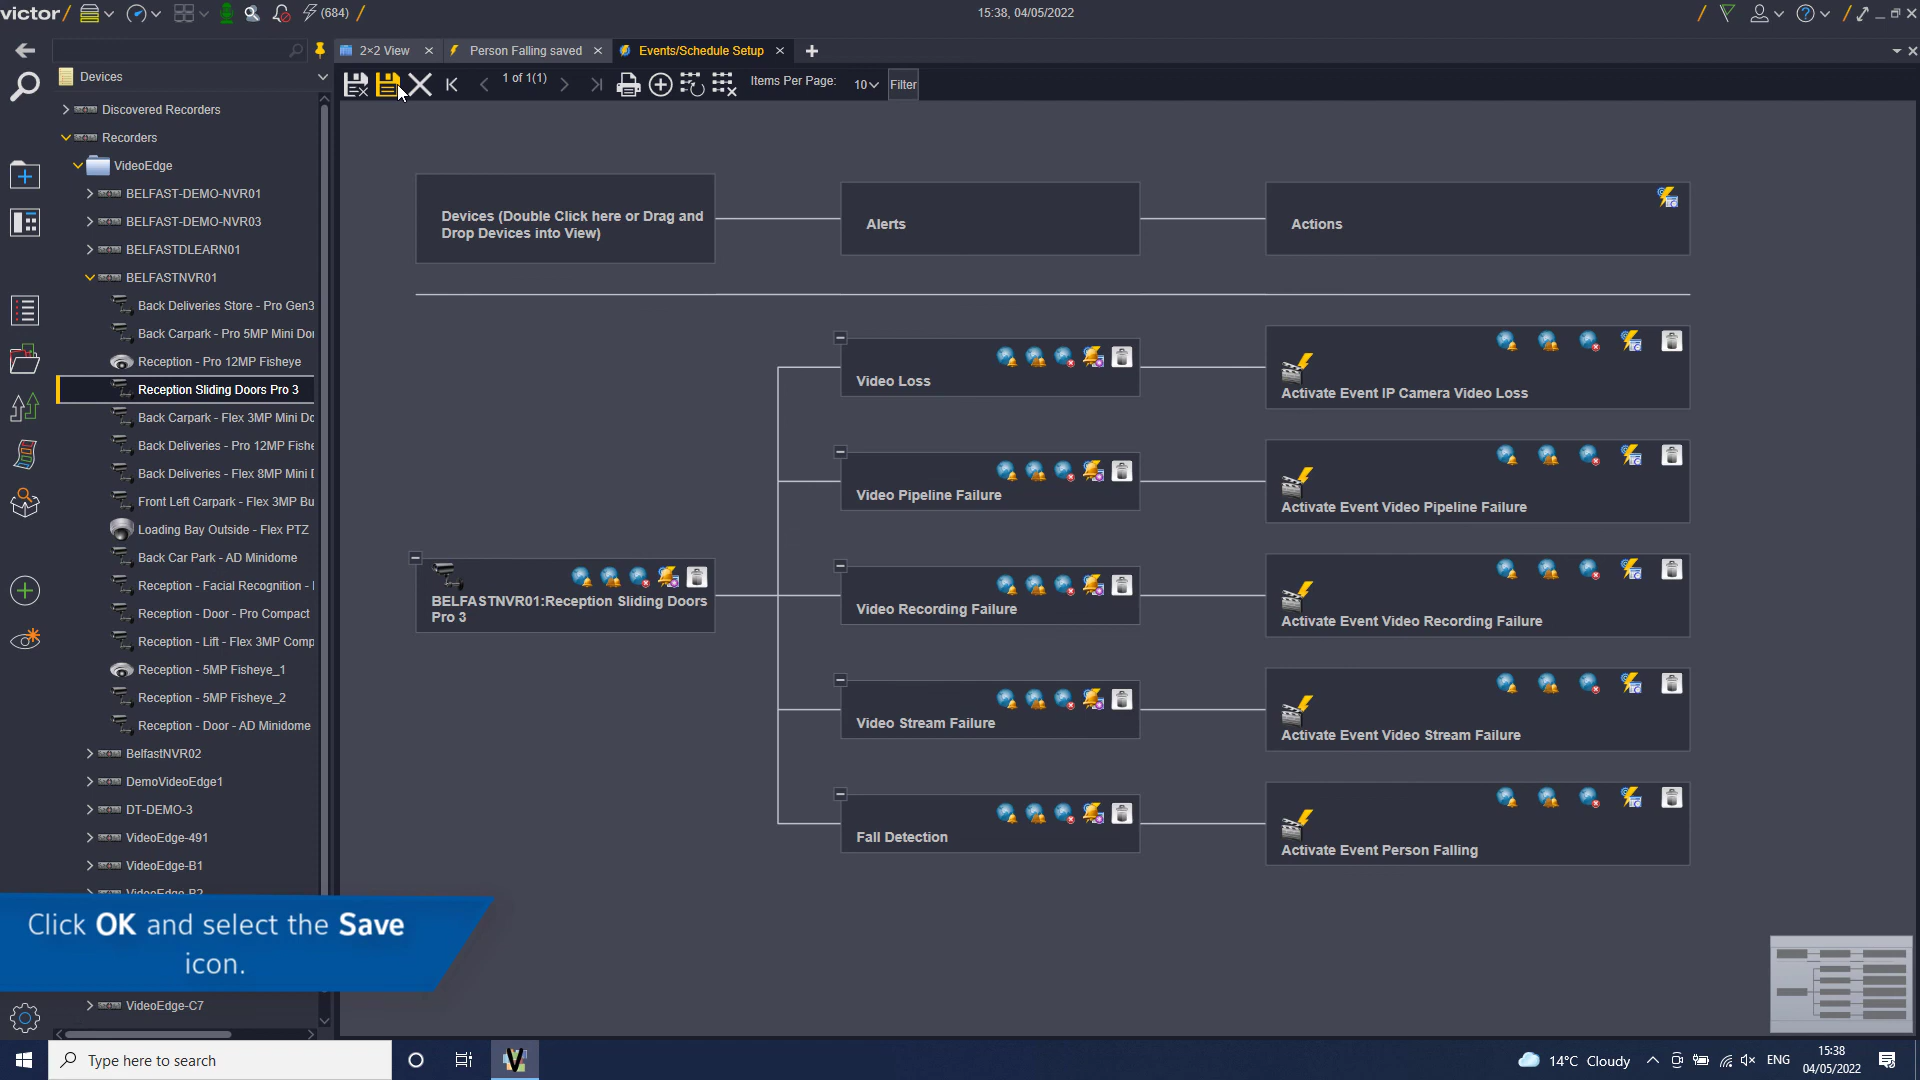 victor
(684)
15:38, 04/05/2022
2×2 View
Person Falling saved
Events/Schedule Setup
1 of 1(1)
Items Per Page:
10
Filter
Devices
Discovered Recorders
Recorders
VideoEdge
BELFAST-DEMO-NVR01
BELFAST-DEMO-NVR03
BELFASTDLEARN01
BELFASTNVR01
Back Deliveries Store - Pro Gen3
Back Carpark - Pro 5MP Mini Do
Reception - Pro 12MP Fisheye
Reception Sliding Doors Pro 3
Back Carpark - Flex 3MP Mini Do
Back Deliveries - Pro 12MP Fishe
Back Deliveries - Flex 8MP Mini D
Front Left Carpark - Flex 3MP Bu
Loading Bay Outside - Flex PTZ
Back Car Park - AD Minidome
Reception - Facial Recognition -
Reception - Door - Pro Compact
Reception - Lift - Flex 3MP Comp
Reception - 5MP Fisheye_1
Reception - 5MP Fisheye_2
Reception - Door - AD Minidome
BelfastNVR02
DemoVideoEdge1
DT-DEMO-3
VideoEdge-491
VideoEdge-B1
VideoEdge-B2
VideoEdge-C7
Devices (Double Click here or Drag and
Drop Devices into View)
Alerts
Actions
Video Loss
Activate Event IP Camera Video Loss
Video Pipeline Failure
Activate Event Video Pipeline Failure
BELFASTNVR01:Reception Sliding Doors
Pro 3
Video Recording Failure
Activate Event Video Recording Failure
Video Stream Failure
Activate Event Video Stream Failure
Fall Detection
Activate Event Person Falling
Click OK and select the Save
icon.
Type here to search
14°C Cloudy
ENG
15:38
04/05/2022